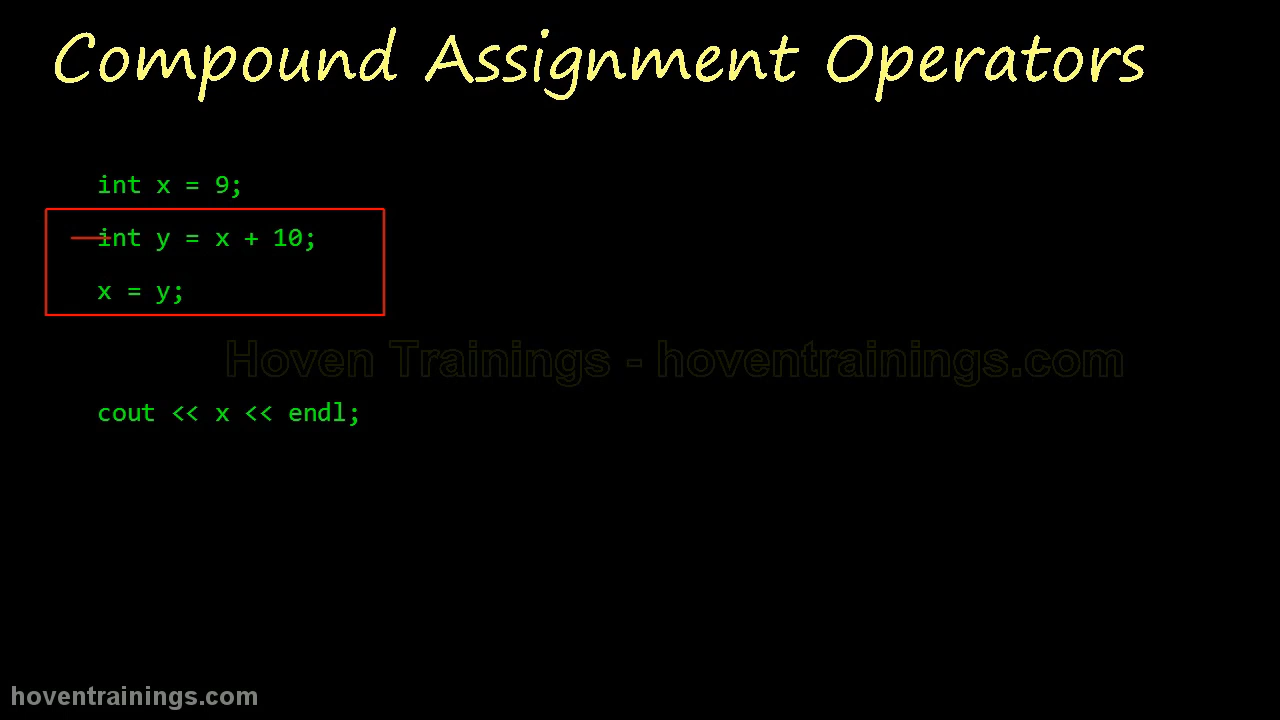 Compound Assignment Operators
int x = 9;
int y = x + 10;
x = y;
Hoven Trainings - hoventrainings.com
cout << x << endl;
hoventrainings.com